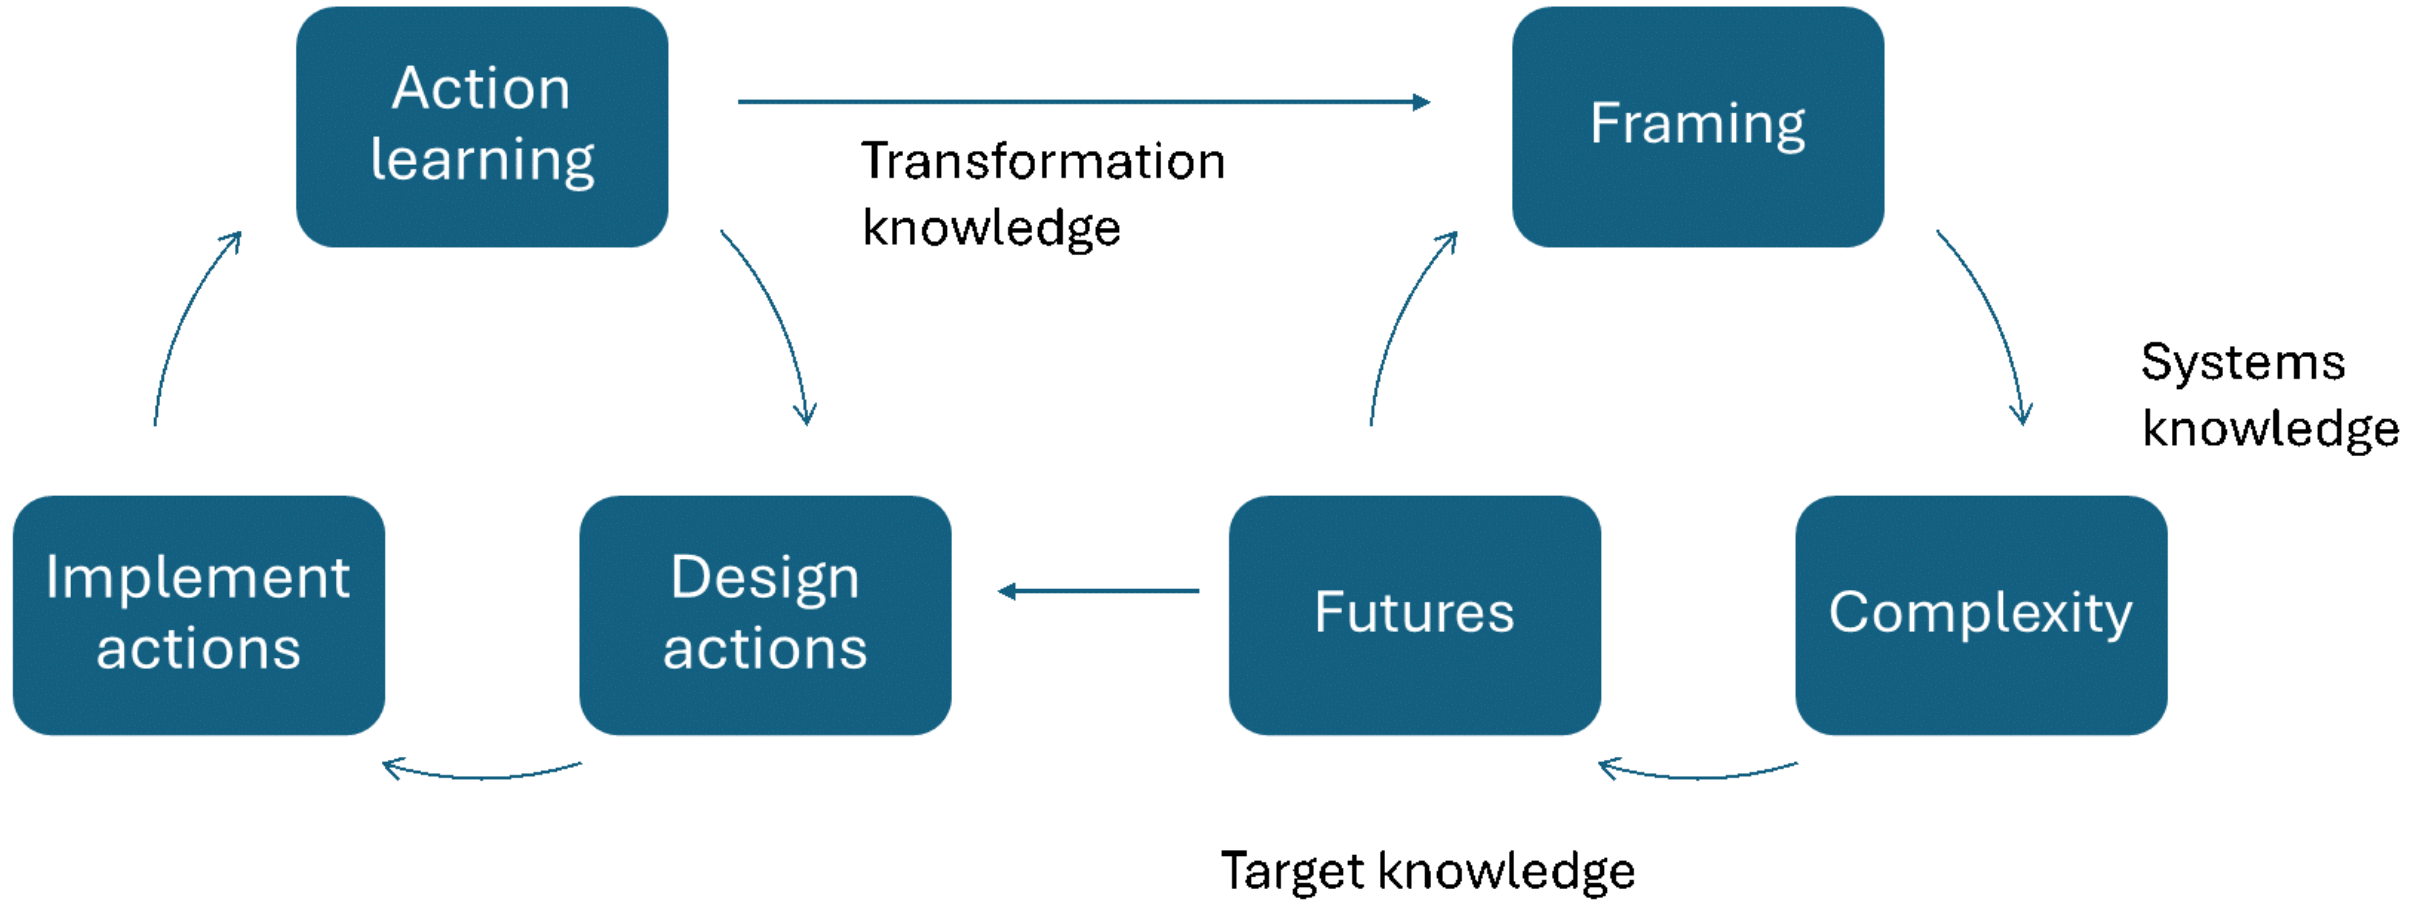 Action
learning
Framing
Transformation
knowledge
Systems
knowledge
Implement
actions
Design
actions
Futures
Complexity
Target knowledge